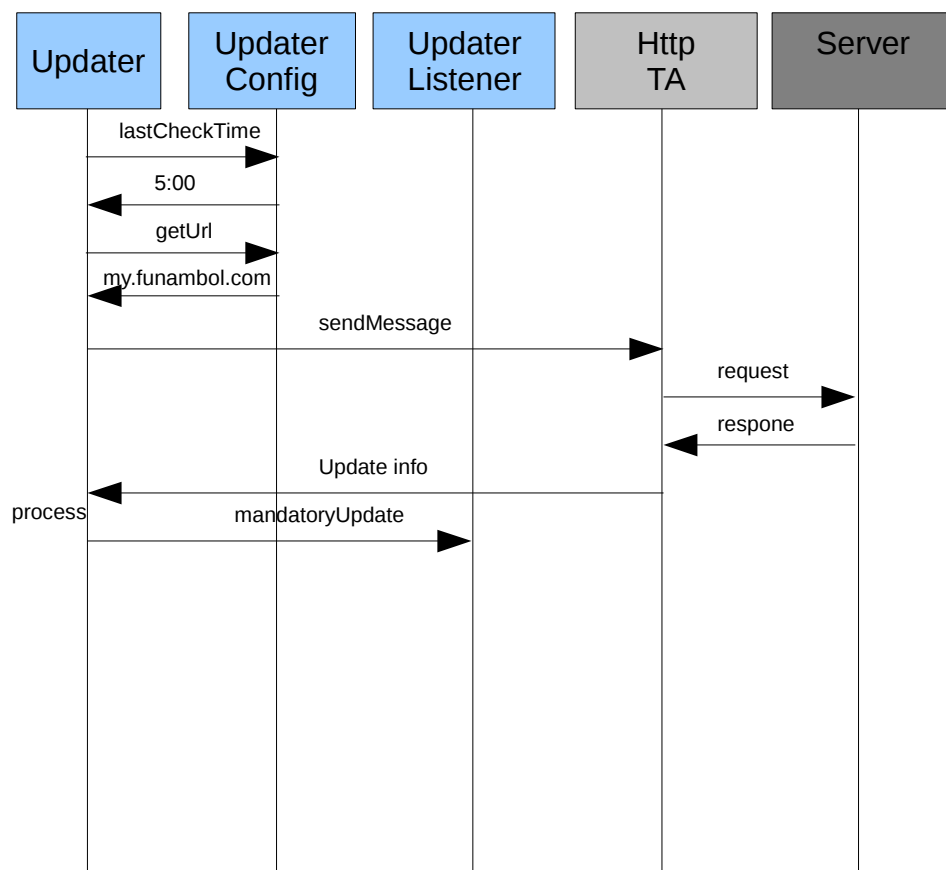 Updater
Updater
Config
Updater
Listener
Http
TA
Server
lastCheckTime
5:00
getUrl
my.funambol.com
sendMessage
request
respone
Update info
process
mandatoryUpdate